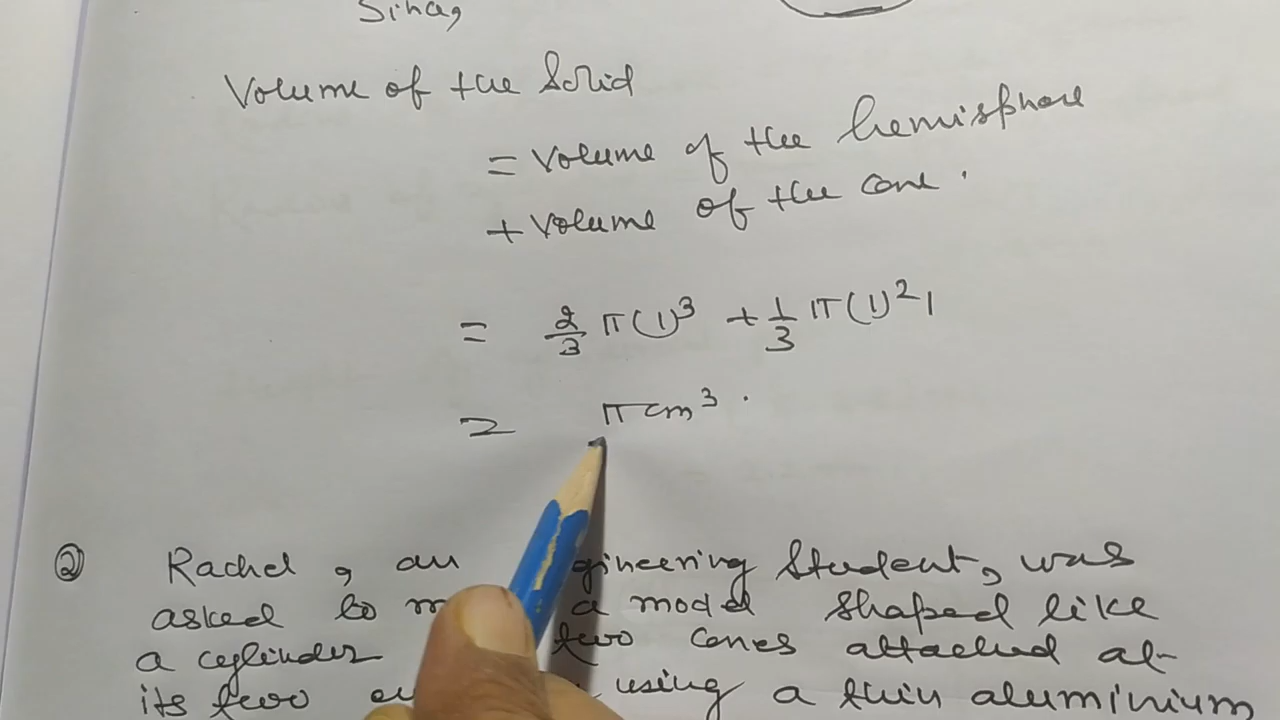 Volume of the Solid
= Volume of the hemisphere
+ Volume of the cone.
= 2/3 π(1)³ + 1/3 π(1)² 1
= π cm³.
② Rachel, an gineering Student, was
asked to m a model shaped like
a cylinder two cones attached at
its two using a thin aluminium